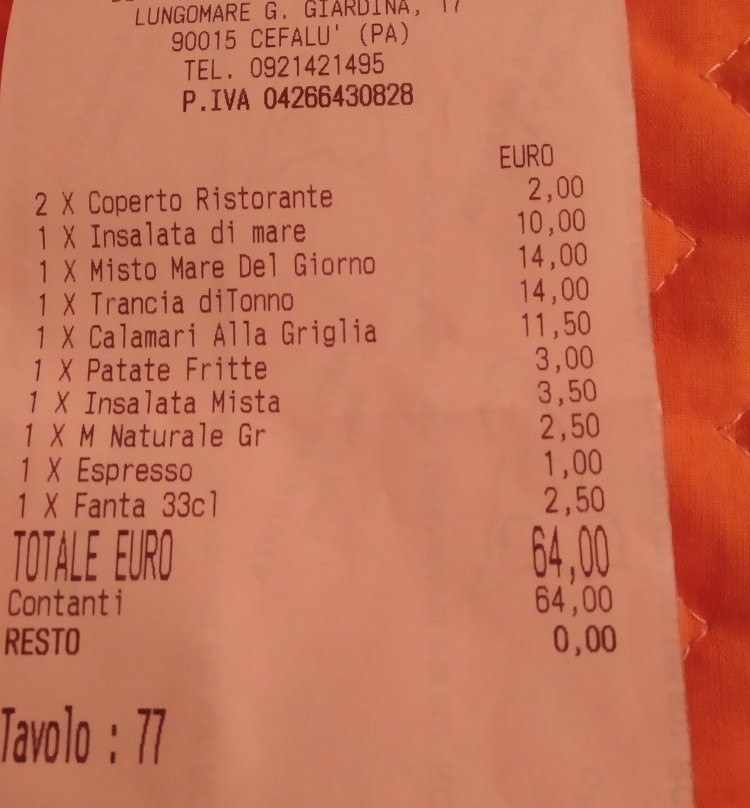 LUNGOMARE G. GIARDINA, 17
90015 CEFALU' (PA)
TEL. 0921421495
P.IVA 04266430828
EURO
2 X Coperto Ristorante 2,00
1 X Insalata di mare 10,00
1 X Misto Mare Del Giorno 14,00
1 X Trancia diTonno 14,00
1 X Calamari Alla Griglia 11,50
1 X Patate Fritte 3,00
1 X Insalata Mista 3,50
1 X M Naturale Gr 2,50
1 X Espresso 1,00
1 X Fanta 33cl 2,50
TOTALE EURO 64,00
Contanti 64,00
RESTO 0,00
Tavolo : 77